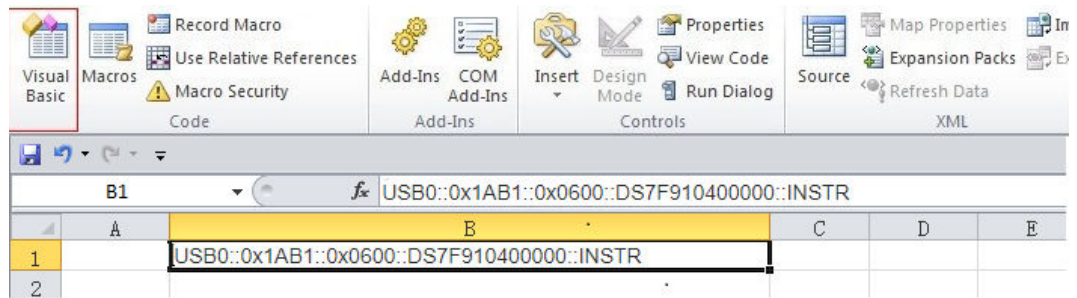 Record Macro
Properties
Map Properties
Use Relative References
View Code
Expansion Packs
Visual Basic
Macros
Macro Security
Add-Ins
COM Add-Ins
Insert
Design Mode
Run Dialog
Source
Refresh Data
Code
Add-Ins
Controls
XML
B1
fx
USB0::0x1AB1::0x0600::DS7F910400000::INSTR
A
B
C
D
E
1
USB0::0x1AB1::0x0600::DS7F910400000::INSTR
2